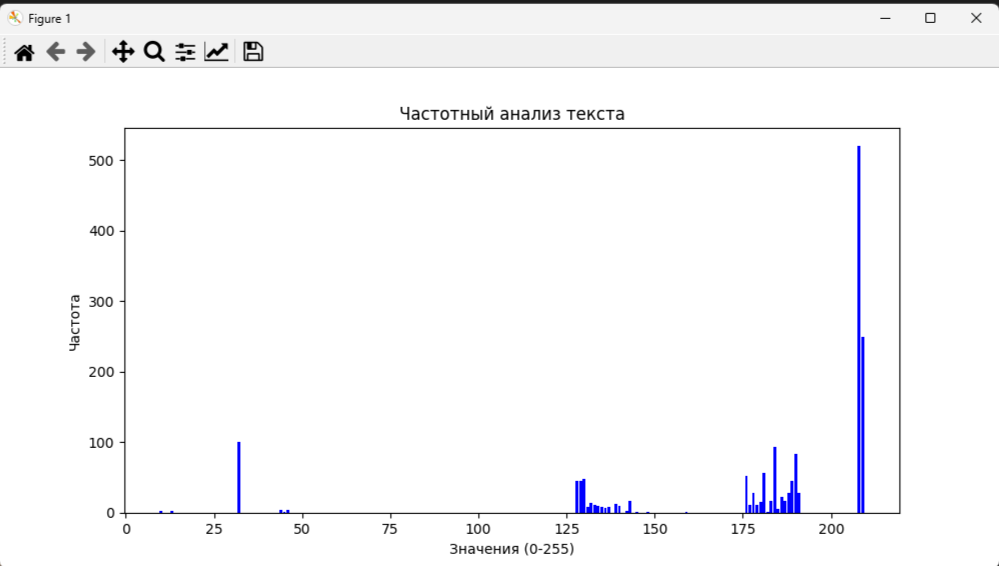 Figure 1
Частотный анализ текста
500
400
300
200
100
0
Частота
0 25 50 75 100 125 150 175 200
Значения (0-255)